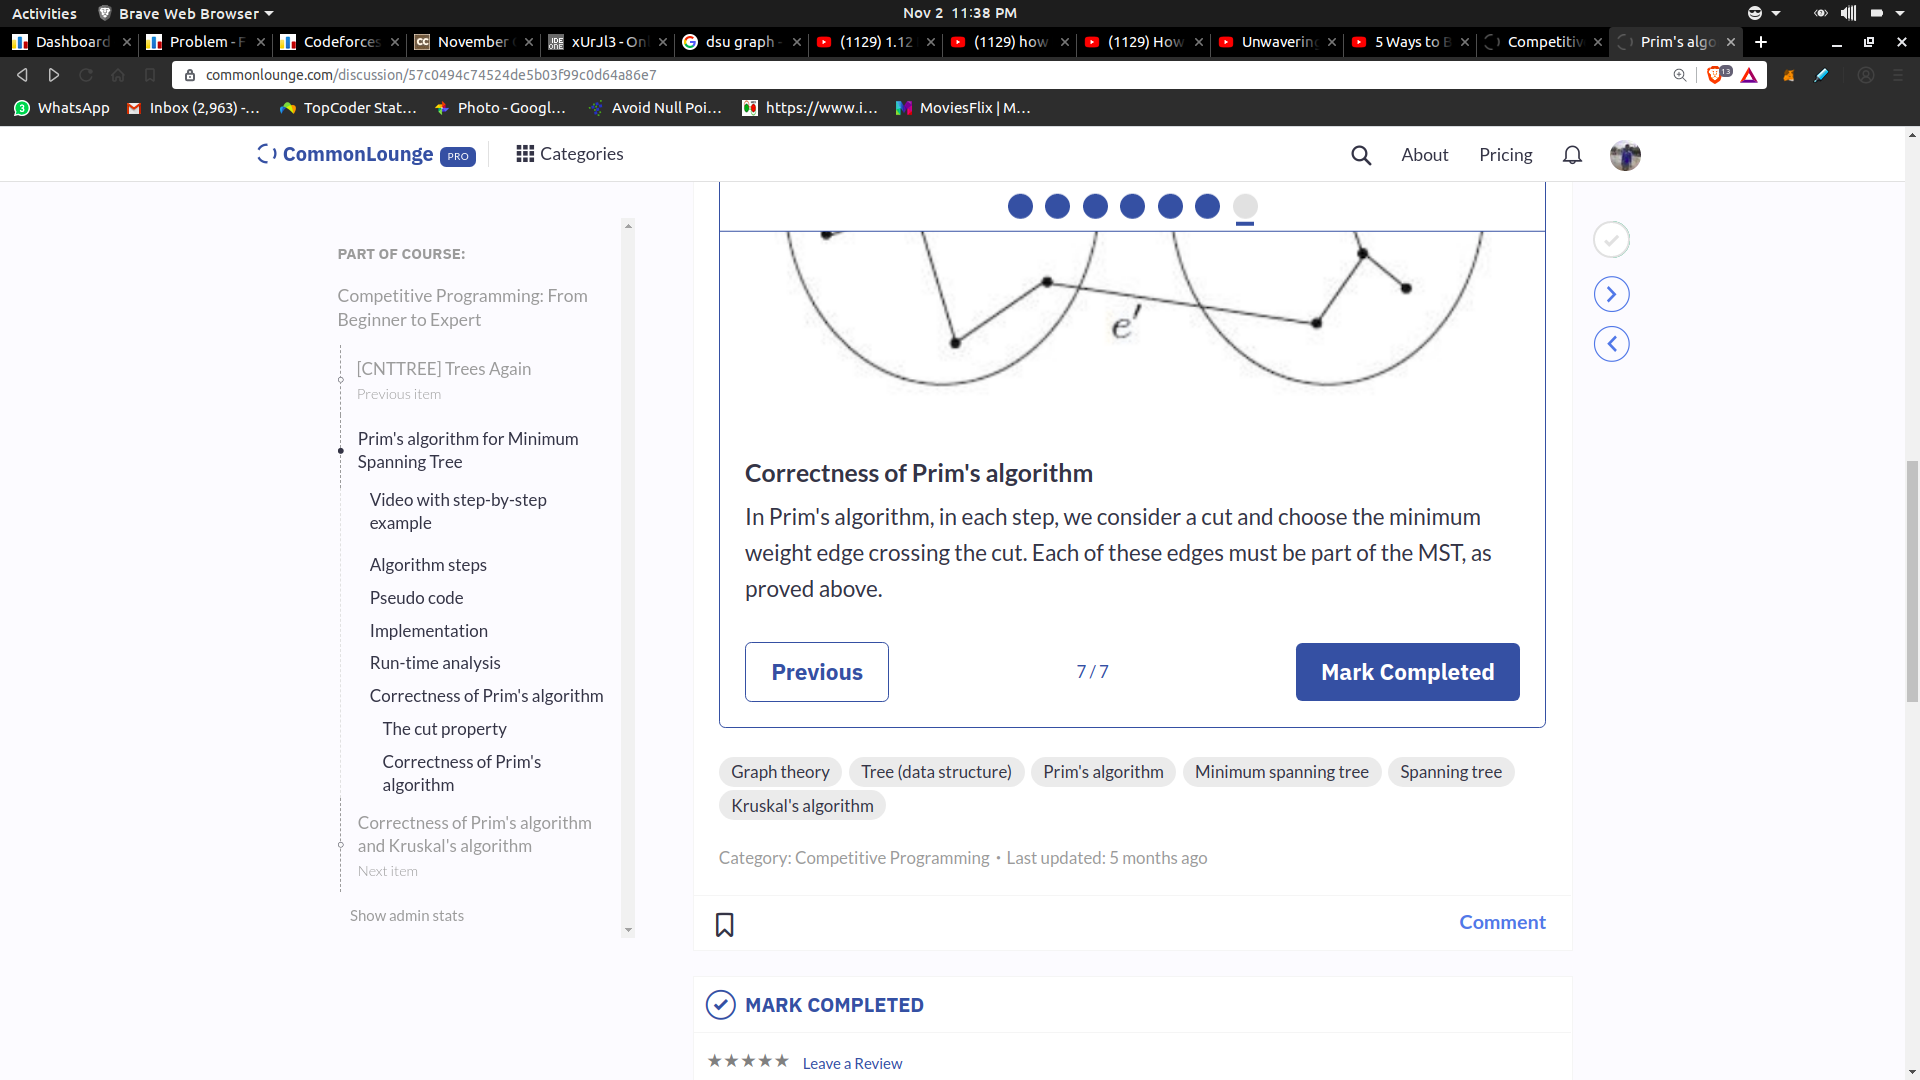 Activities Brave Web Browser Nov 2 11:38 PM
Dashboard Problem - F Codeforces November xUrJl3 - On dsu graph - (1129) 1.12 (1129) how (1129) How Unwavering 5 Ways to B Competitiv Prim's algo
commonlounge.com/discussion/57c0494c74524de5b03f99c0d64a86e7 13
WhatsApp Inbox (2,963) -... TopCoder Stat... Photo - Googl... Avoid Null Poi... https://www.i... MoviesFlix | M...
CommonLounge PRO Categories About Pricing
PART OF COURSE:
Competitive Programming: From
Beginner to Expert
[CNTTREE] Trees Again
Previous item
Prim's algorithm for Minimum
Spanning Tree
Video with step-by-step
example
Algorithm steps
Pseudo code
Implementation
Run-time analysis
Correctness of Prim's algorithm
The cut property
Correctness of Prim's
algorithm
Correctness of Prim's algorithm
and Kruskal's algorithm
Next item
Show admin stats
e'
Correctness of Prim's algorithm
In Prim's algorithm, in each step, we consider a cut and choose the minimum
weight edge crossing the cut. Each of these edges must be part of the MST, as
proved above.
Previous 7 / 7 Mark Completed
Graph theory Tree (data structure) Prim's algorithm Minimum spanning tree Spanning tree
Kruskal's algorithm
Category: Competitive Programming • Last updated: 5 months ago
Comment
MARK COMPLETED
★★★★★ Leave a Review